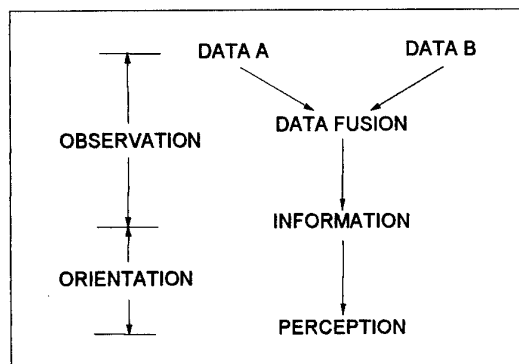 DATA A DATA B
OBSERVATION DATA FUSION
INFORMATION
ORIENTATION
PERCEPTION